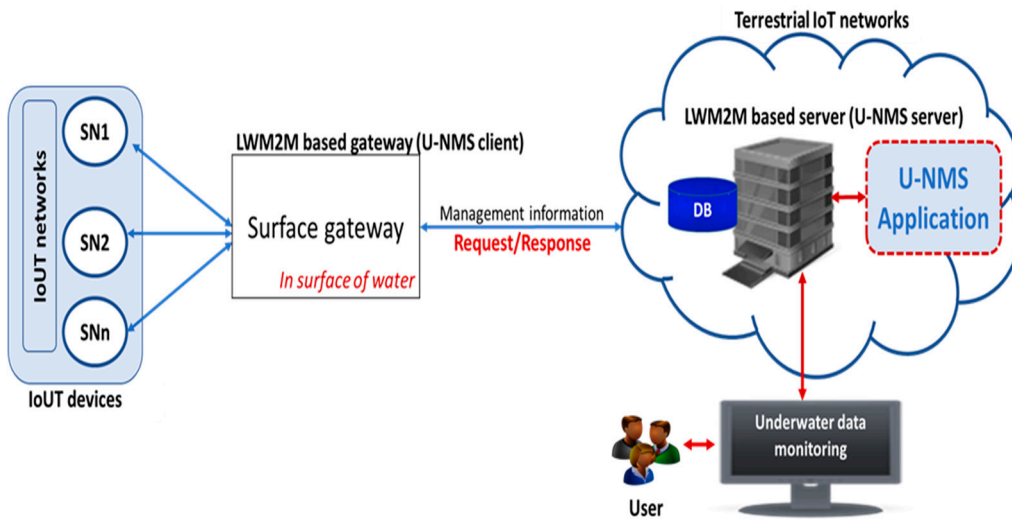 Terrestrial IoT networks
IoUT networks
SN1
SN2
SNn
IoUT devices
LWM2M based gateway (U-NMS client)
Surface gateway
In surface of water
Management information
Request/Response
LWM2M based server (U-NMS server)
DB
U-NMS
Application
Underwater data
monitoring
User